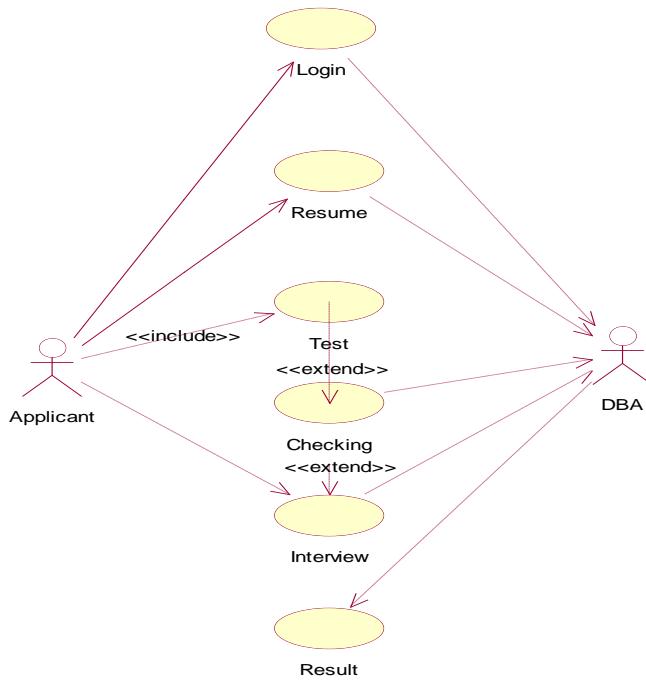 Login
Resume
<<include>>
Test
<<extend>>
Applicant
DBA
Checking
<<extend>>
Interview
Result